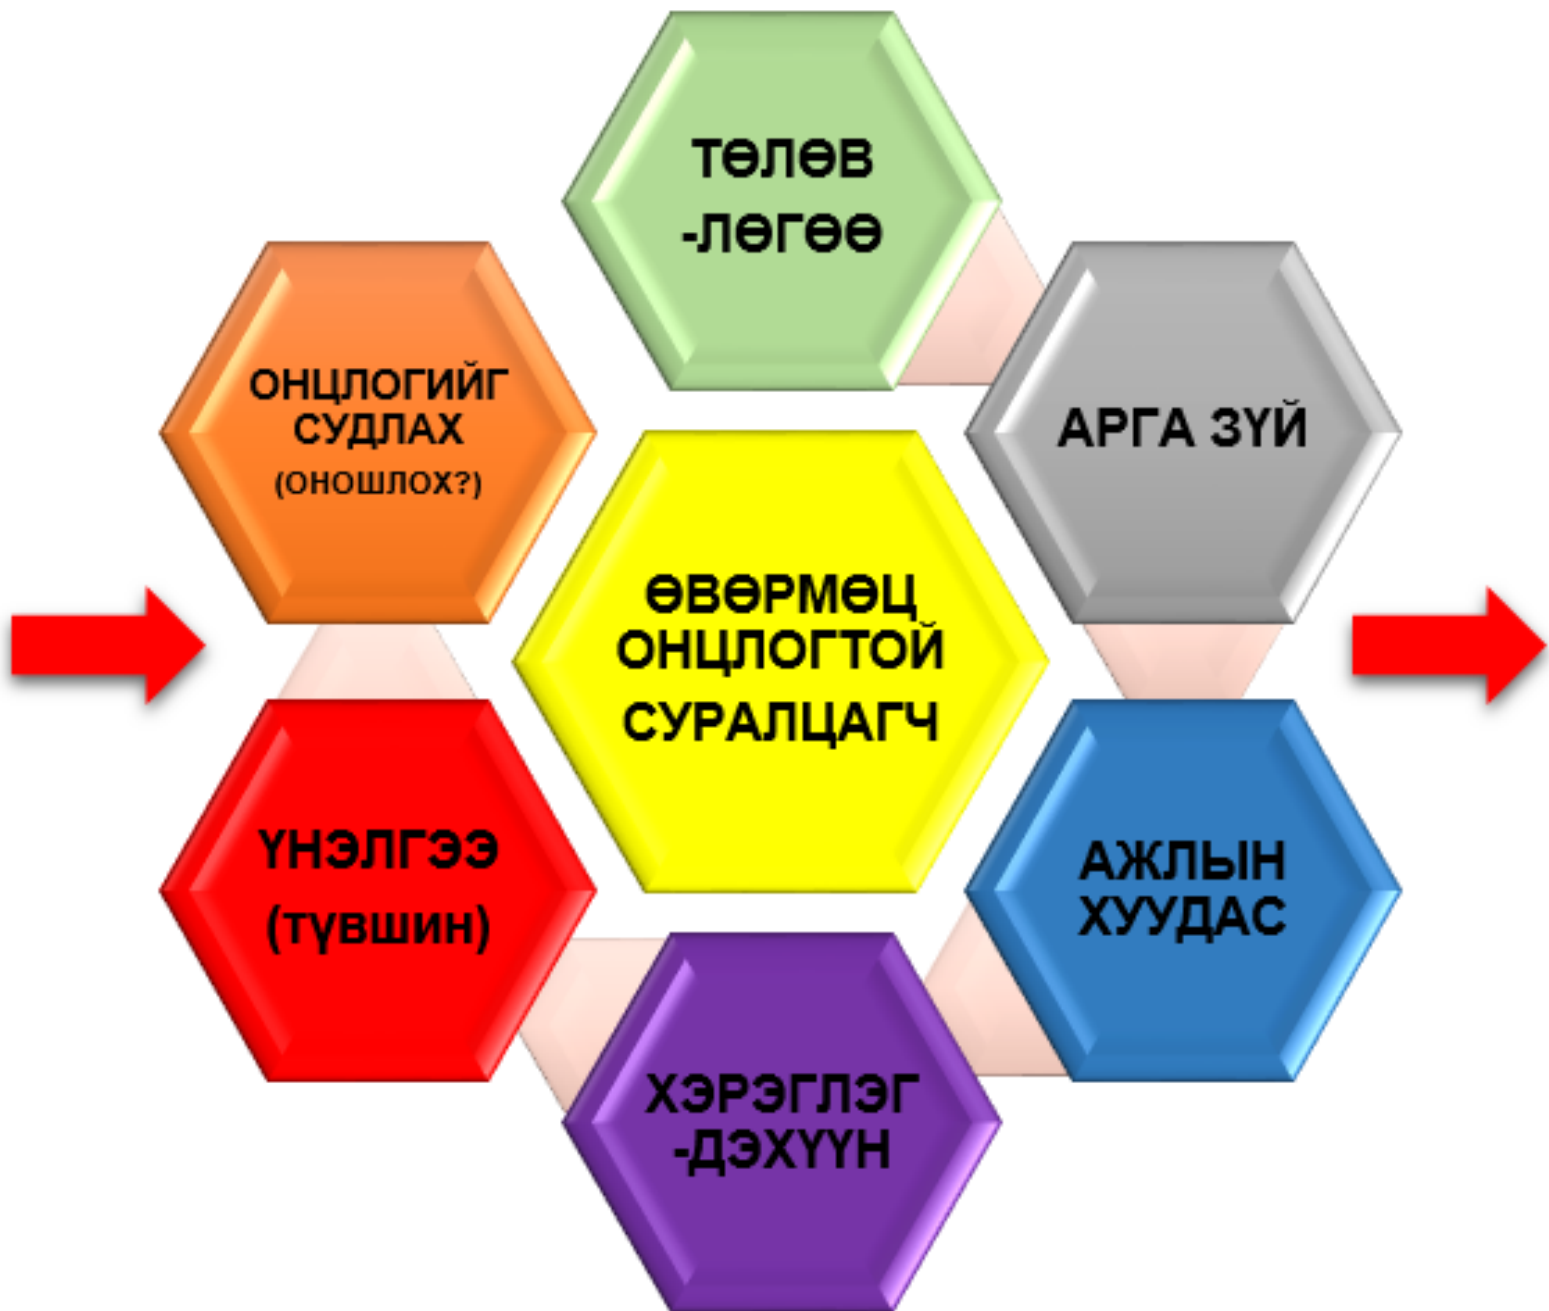 ТӨЛӨВ
-ЛӨГӨӨ
ОНЦЛОГИЙГ
СУДЛАХ
(ОНОШЛОХ?)
АРГА ЗҮЙ
ӨВӨРМӨЦ
ОНЦЛОГТОЙ
СУРАЛЦАГЧ
ҮНЭЛГЭЭ
(түвшин)
АЖЛЫН
ХУУДАС
ХЭРЭГЛЭГ
-ДЭХҮҮН